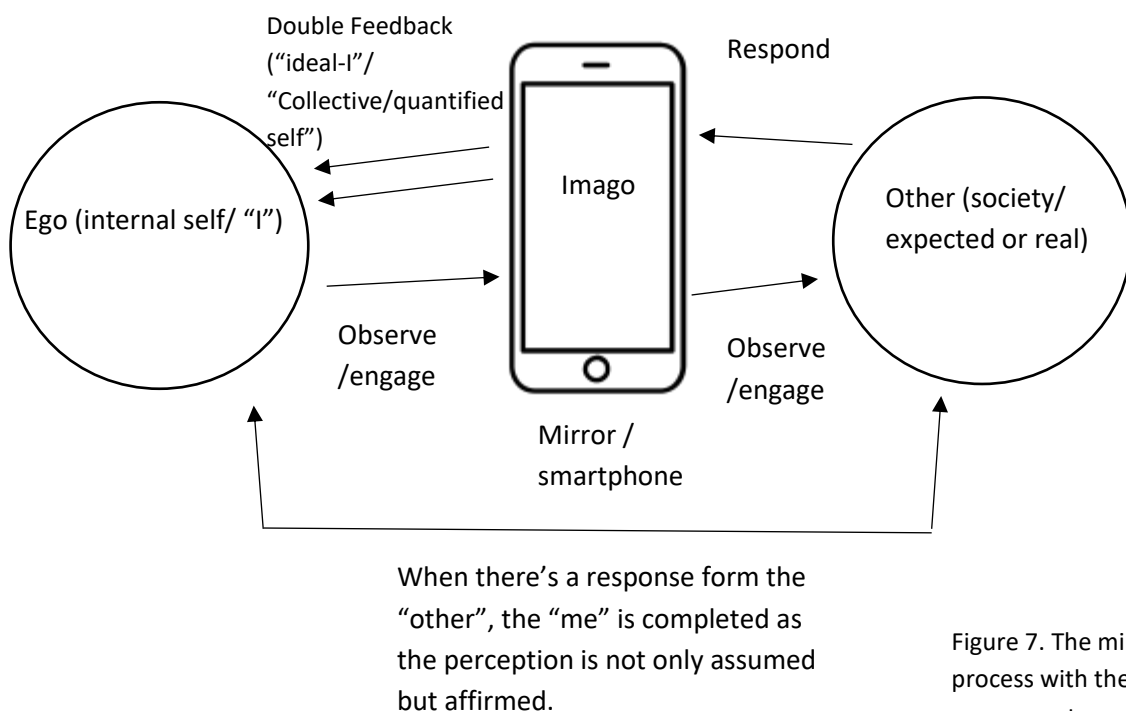 Double Feedback
(“ideal-I”/
“Collective/quantified
self”)
Respond
Imago
Ego (internal self/ “I”)
Other (society/
expected or real)
Observe
/engage
Observe
/engage
Mirror /
smartphone
When there’s a response form the
“other”, the “me” is completed as
the perception is not only assumed
but affirmed.
Figure 7. The mi
process with the